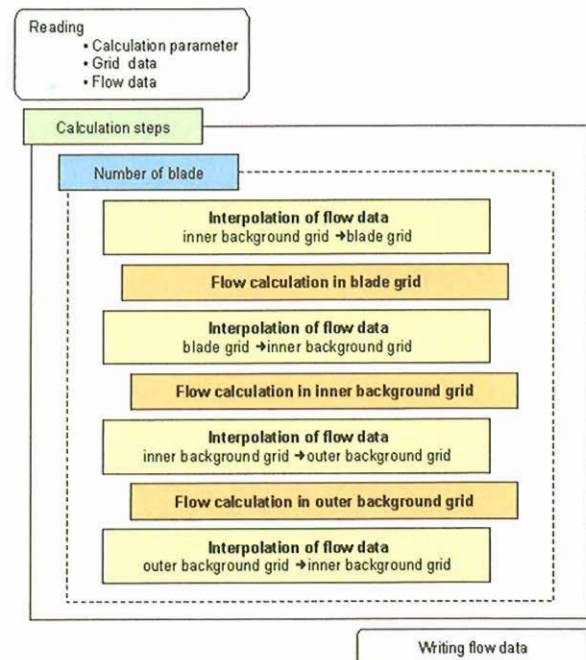 Reading
• Calculation parameter
• Grid data
• Flow data
Calculation steps
Number of blade
Interpolation of flow data
inner background grid ➔blade grid
Flow calculation in blade grid
Interpolation of flow data
blade grid ➔inner background grid
Flow calculation in inner background grid
Interpolation of flow data
inner background grid ➔outer background grid
Flow calculation in outer background grid
Interpolation of flow data
outer background grid ➔inner background grid
Writing flow data